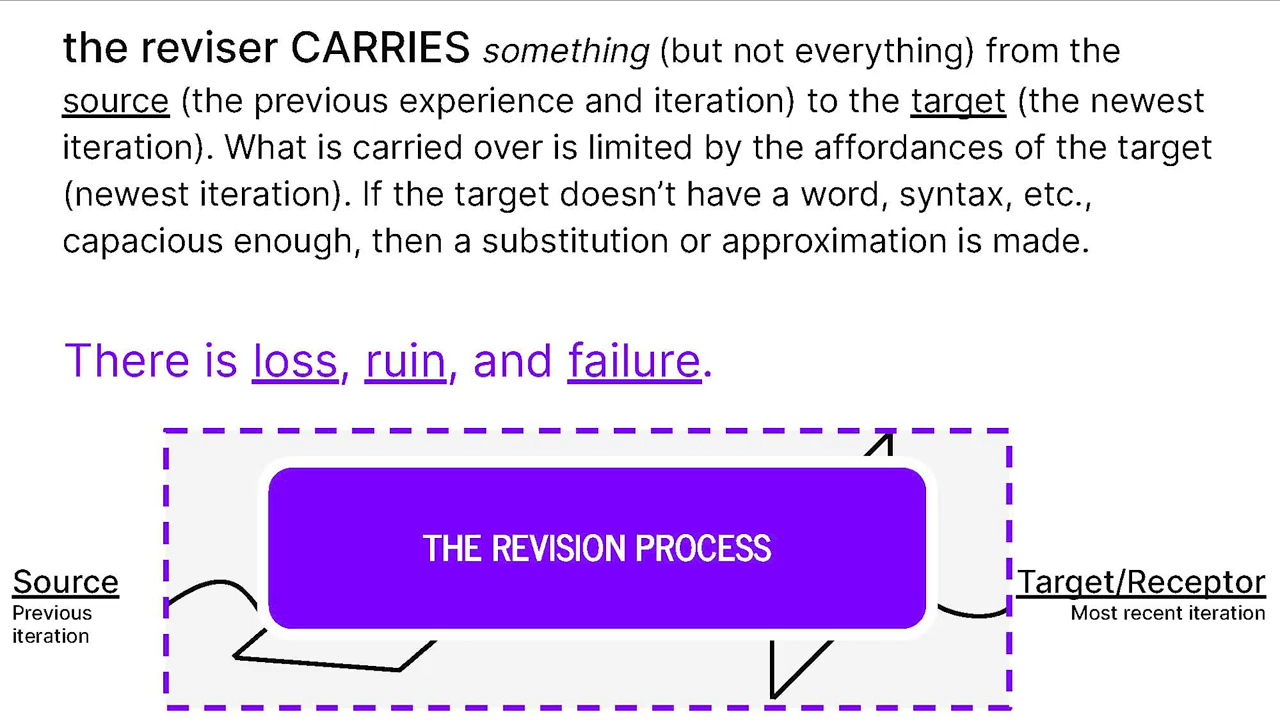 the reviser CARRIES something (but not everything) from the
source (the previous experience and iteration) to the target (the newest
iteration). What is carried over is limited by the affordances of the target
(newest iteration). If the target doesn’t have a word, syntax, etc.,
capacious enough, then a substitution or approximation is made.
There is loss, ruin, and failure.
THE REVISION PROCESS
Source
Previous
iteration
Target/Receptor
Most recent iteration